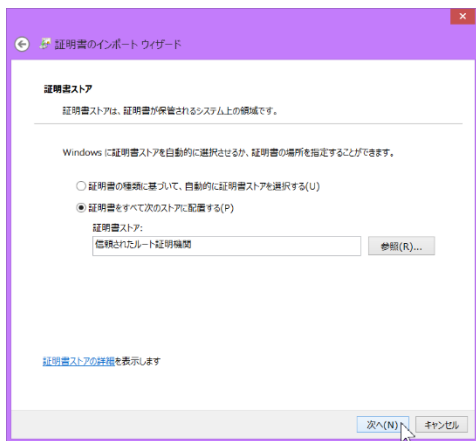 証明書のインポート ウィザード
証明書ストア
証明書ストアは、証明書が保管されるシステム上の領域です。
Windows に証明書ストアを自動的に選択させるか、証明書の場所を指定することができます。
証明書の種類に基づいて、自動的に証明書ストアを選択する(U)
証明書をすべて次のストアに配置する(P)
証明書ストア:
信頼されたルート証明機関
参照(R)...
証明書ストアの詳細を表示します
次へ(N)
キャンセル